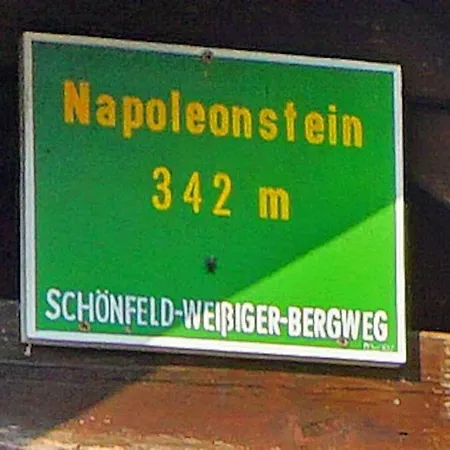 Napoleonstein
342 m
SCHÖNFELD-WEIßIGER-BERGWEG